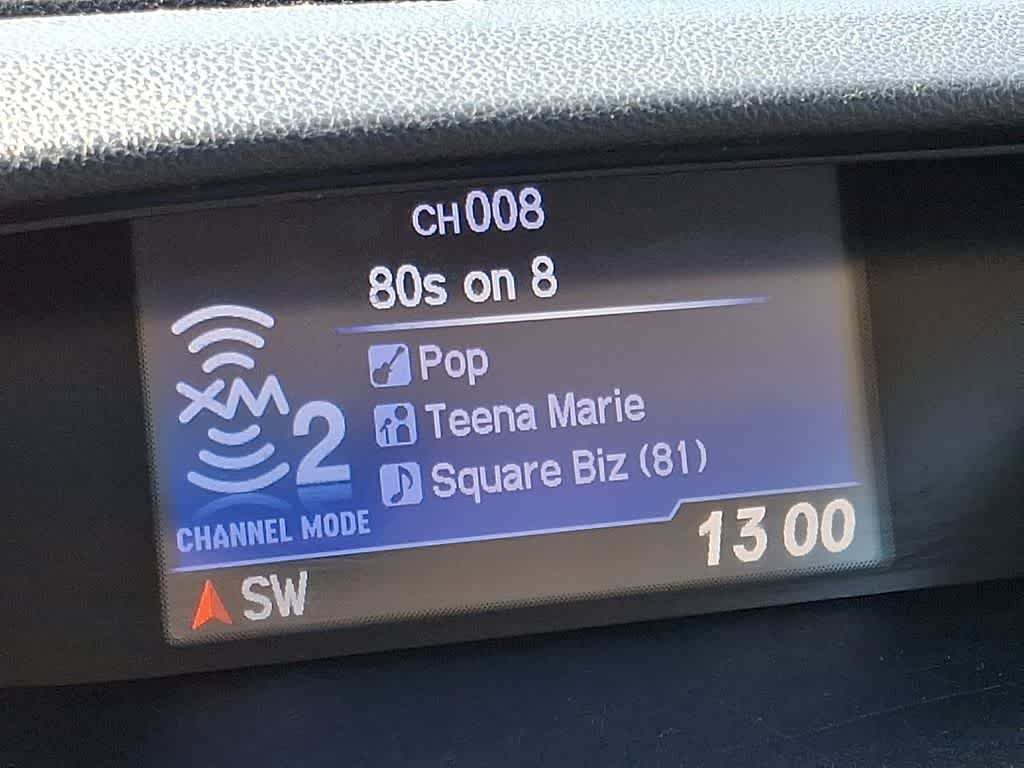 CH008
80s on 8
Pop
XM 2
Teena Marie
Square Biz (81)
CHANNEL MODE
13 00
SW